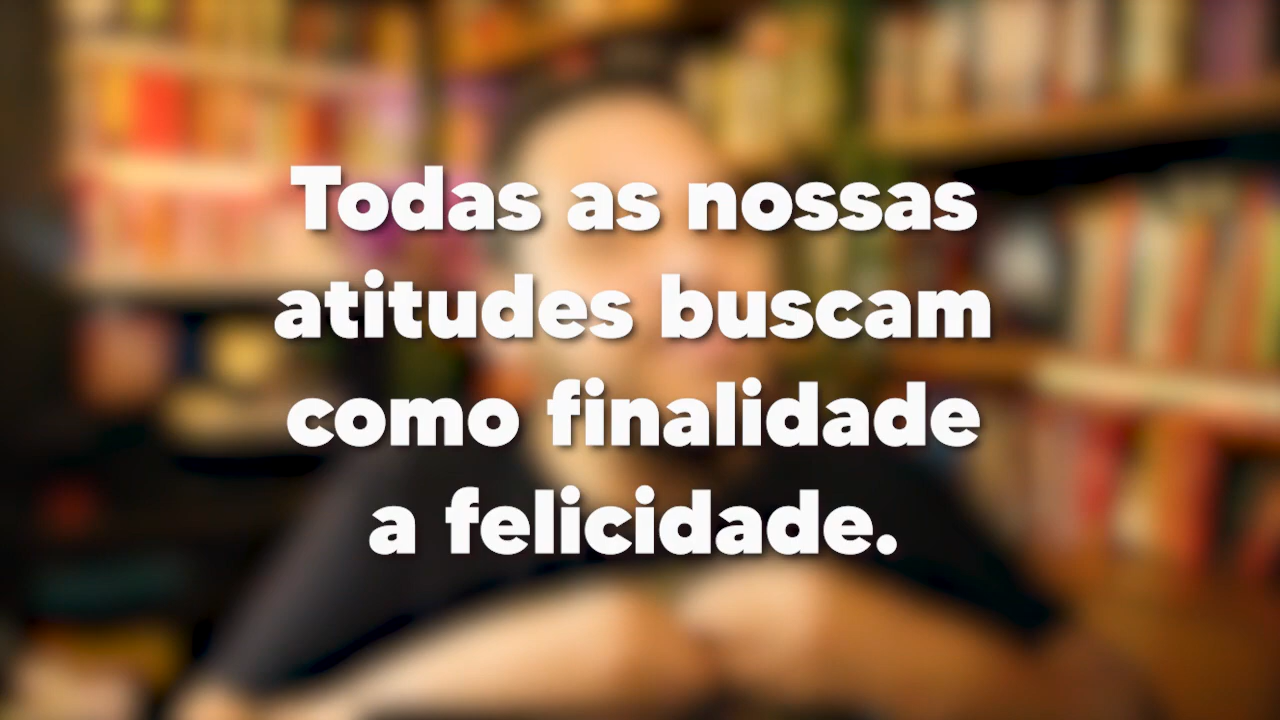 Todas as nossas
atitudes buscam
como finalidade
a felicidade.